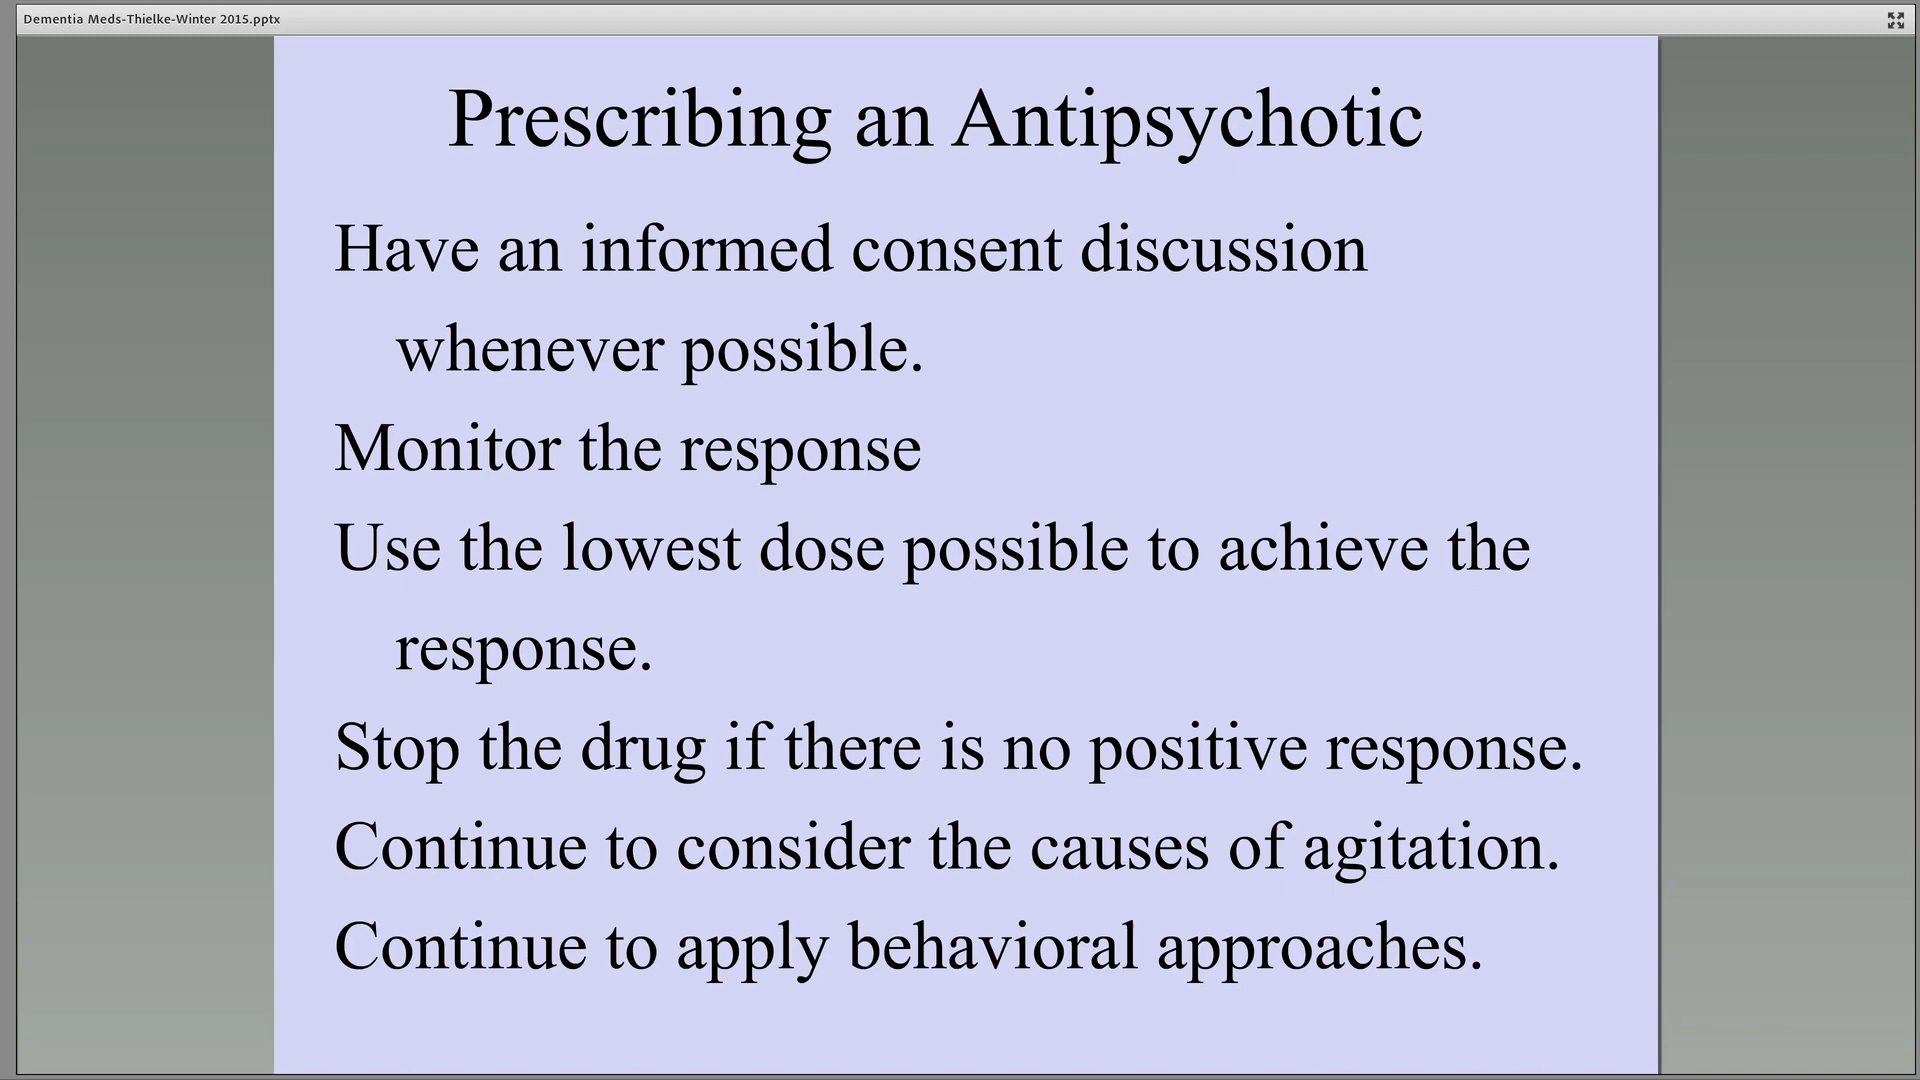 Dementia Meds-Thielke-Winter 2015.pptx
Prescribing an Antipsychotic
Have an informed consent discussion
whenever possible.
Monitor the response
Use the lowest dose possible to achieve the
response.
Stop the drug if there is no positive response.
Continue to consider the causes of agitation.
Continue to apply behavioral approaches.